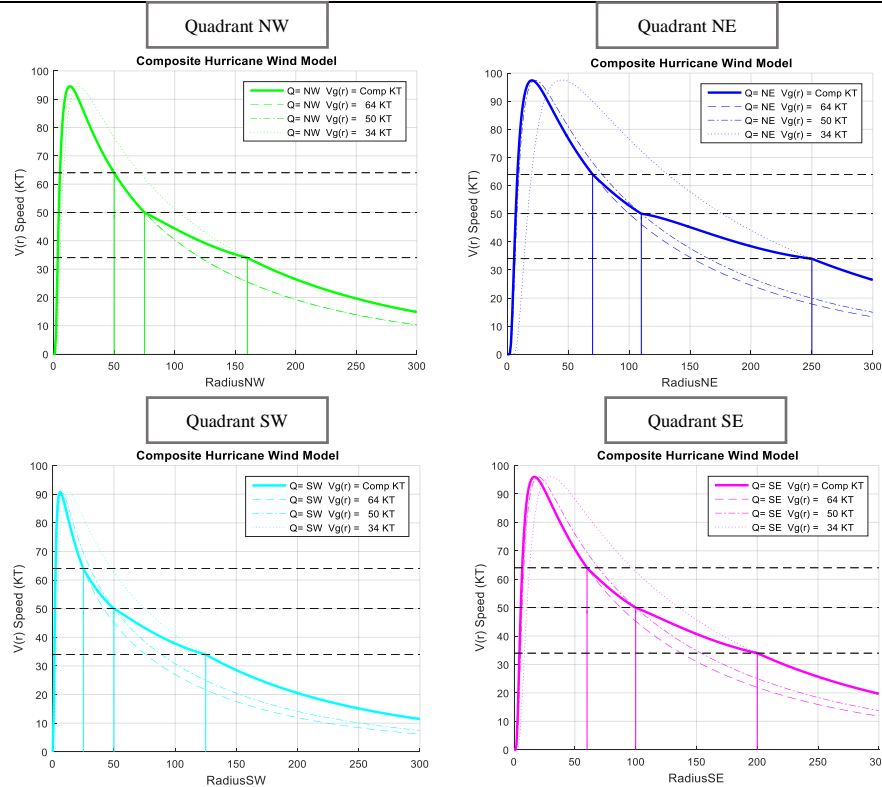 Quadrant NW
Composite Hurricane Wind Model
Q= NW Vg(r) = Comp KT
Q= NW Vg(r) = 64 KT
Q= NW Vg(r) = 50 KT
Q= NW Vg(r) = 34 KT
V(r) Speed (KT)
100
90
80
70
60
50
40
30
20
10
0
0 50 100 150 200 250 300
RadiusNW
Quadrant NE
Composite Hurricane Wind Model
Q= NE Vg(r) = Comp KT
Q= NE Vg(r) = 64 KT
Q= NE Vg(r) = 50 KT
Q= NE Vg(r) = 34 KT
V(r) Speed (KT)
100
90
80
70
60
50
40
30
20
10
0
0 50 100 150 200 250 300
RadiusNE
Quadrant SW
Composite Hurricane Wind Model
Q= SW Vg(r) = Comp KT
Q= SW Vg(r) = 64 KT
Q= SW Vg(r) = 50 KT
Q= SW Vg(r) = 34 KT
V(r) Speed (KT)
100
90
80
70
60
50
40
30
20
10
0
0 50 100 150 200 250 300
RadiusSW
Quadrant SE
Composite Hurricane Wind Model
Q= SE Vg(r) = Comp KT
Q= SE Vg(r) = 64 KT
Q= SE Vg(r) = 50 KT
Q= SE Vg(r) = 34 KT
V(r) Speed (KT)
100
90
80
70
60
50
40
30
20
10
0
0 50 100 150 200 250 300
RadiusSE